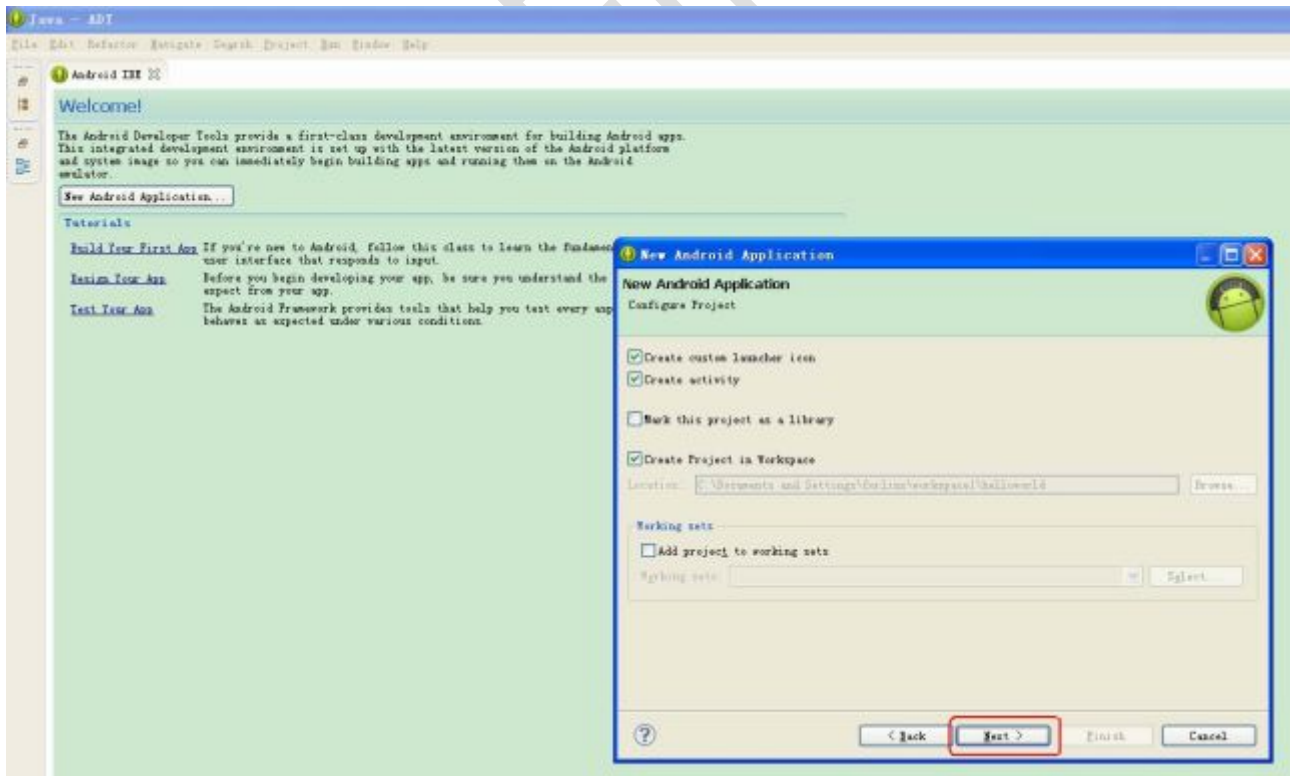 Java - ADT
File Edit Refactor Navigate Search Project Run Window Help
Android IDE
Welcome!
The Android Developer Tools provide a first-class development environment for building Android apps.
This integrated development environment is set up with the latest version of the Android platform
and system image so you can immediately begin building apps and running them on the Android
emulator.
New Android Application...
Tutorials
Build Your First App If you're new to Android, follow this class to learn the fundamen
user interface that responds to input.
Design Your App Before you begin developing your app, be sure you understand the
expect from your app.
Test Your App The Android Framework provides tools that help you test every asp
behaves as expected under various conditions.
New Android Application
New Android Application
Configure Project
Create custom launcher icon
Create activity
Mark this project as a library
Create Project in Workspace
Location: C:\Documents and Settings\forlinx\workspace1\helloworld Browse...
Working sets
Add project to working sets
Working sets: Select...
< Back Next > Finish Cancel